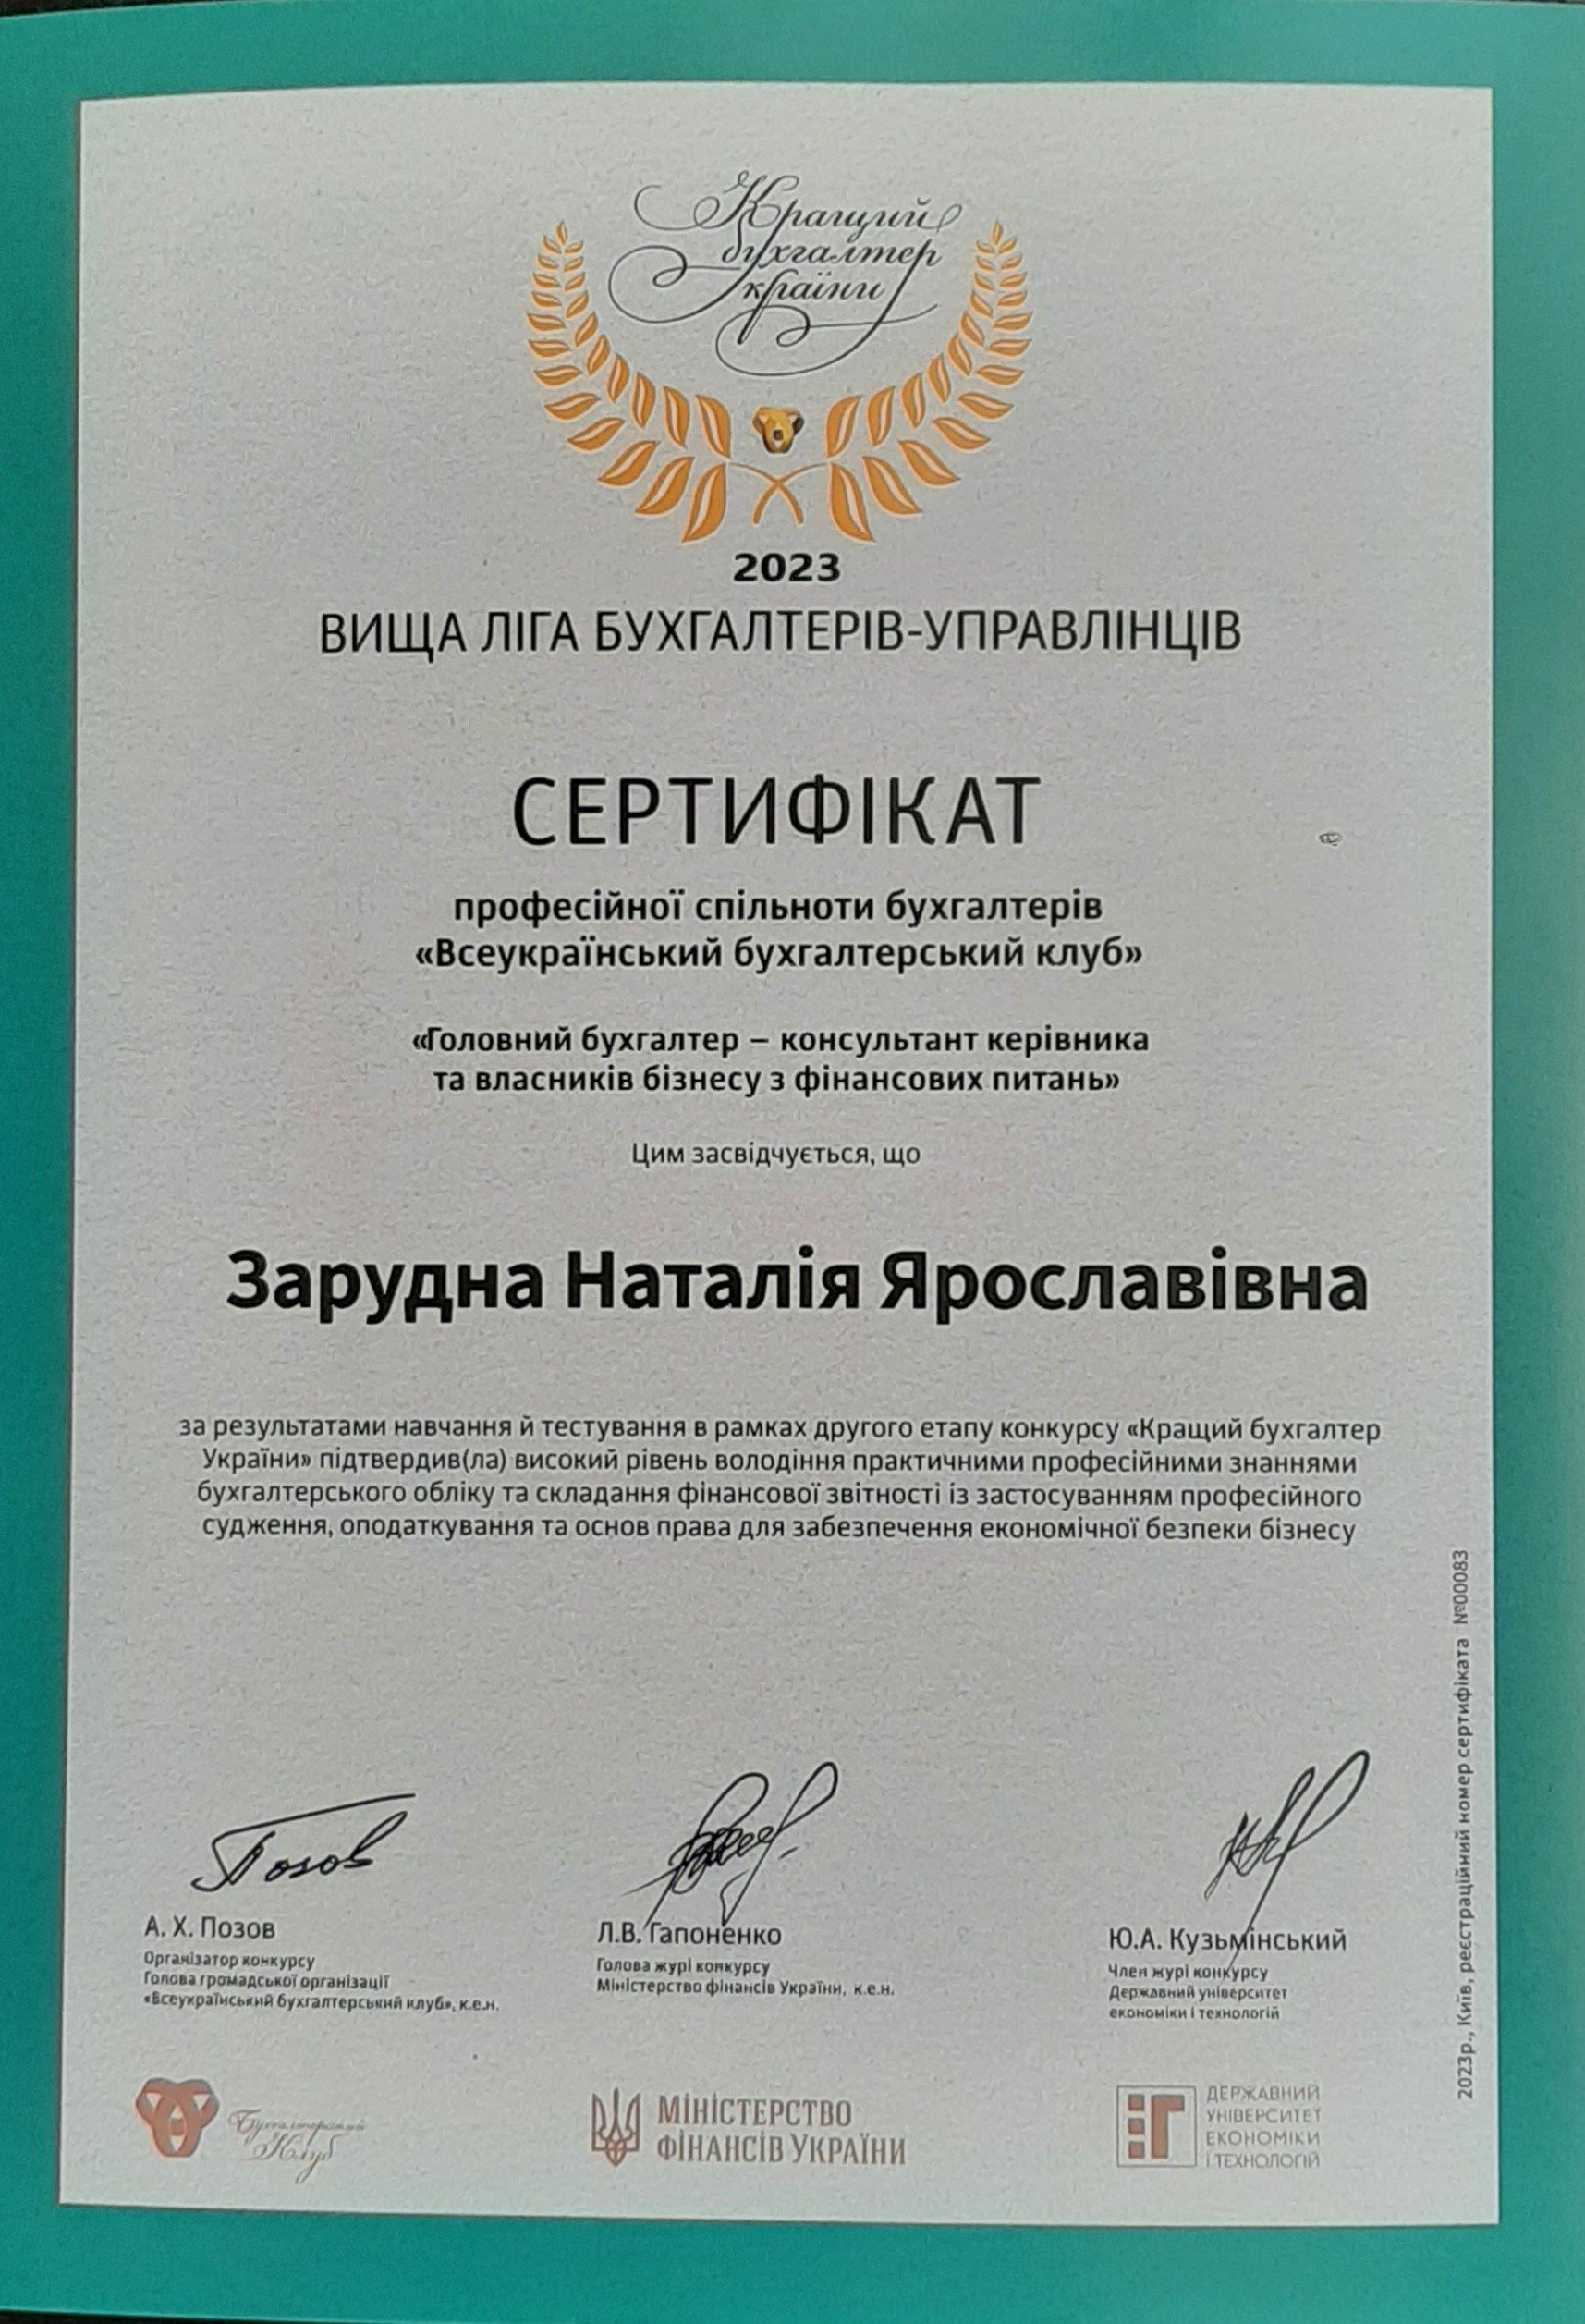 Кращий
бухгалтер
країни
2023
ВИЩА ЛІГА БУХГАЛТЕРІВ-УПРАВЛІНЦІВ
СЕРТИФІКАТ
професійної спільноти бухгалтерів
«Всеукраїнський бухгалтерський клуб»
«Головний бухгалтер – консультант керівника
та власників бізнесу з фінансових питань»
Цим засвідчується, що
Зарудна Наталія Ярославівна
за результатами навчання й тестування в рамках другого етапу конкурсу «Кращий бухгалтер
України» підтвердив(ла) високий рівень володіння практичними професійними знаннями
бухгалтерського обліку та складання фінансової звітності із застосуванням професійного
судження, оподаткування та основ права для забезпечення економічної безпеки бізнесу
Позов
А. Х. Позов
Організатор конкурсу
Голова громадської організації
«Всеукраїнський бухгалтерський клуб», к.е.н.
Л.В. Гапоненко
Голова журі конкурсу
Міністерство фінансів України, к.е.н.
Ю.А. Кузьмінський
Член журі конкурсу
Державний університет
економіки і технологій
2023р., Київ, реєстраційний номер сертифіката №00083
Бухгалтерский
Клуб
МІНІСТЕРСТВО
ФІНАНСІВ УКРАЇНИ
ДЕРЖАВНИЙ
УНІВЕРСИТЕТ
ЕКОНОМІКИ
І ТЕХНОЛОГІЙ